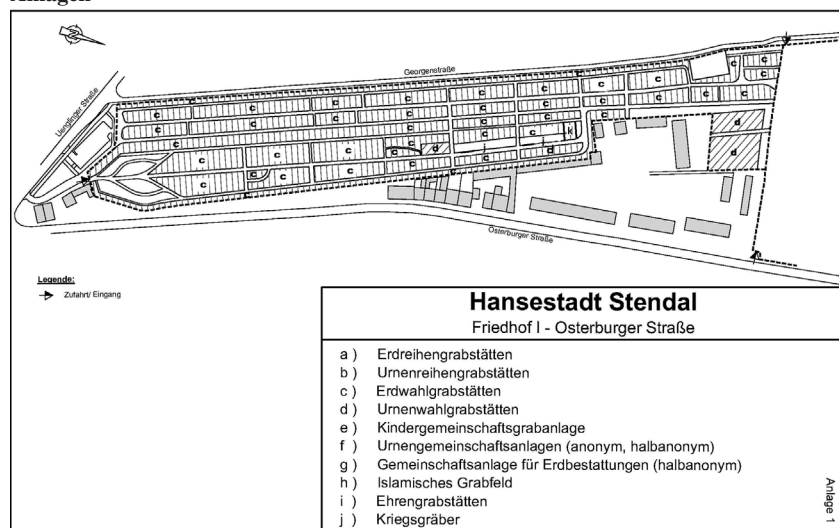 Anlagen
Georgenstraße
Uenglinger Straße
c c c c c c c
c c c c c c c c
c c c c c c c
c c c d j c k
c c c c c d
d
d
Osterburger Straße
Legende:
Zufahrt/ Eingang
Hansestadt Stendal
Friedhof I - Osterburger Straße
a ) Erdreihengrabstätten
b ) Urnenreihengrabstätten
c ) Erdwahlgrabstätten
d ) Urnenwahlgrabstätten
e ) Kindergemeinschaftsgrabanlage
f ) Urnengemeinschaftsanlagen (anonym, halbanonym)
g ) Gemeinschaftsanlage für Erdbestattungen (halbanonym)
h ) Islamisches Grabfeld
i ) Ehrengrabstätten
j ) Kriegsgräber
Anlage 1